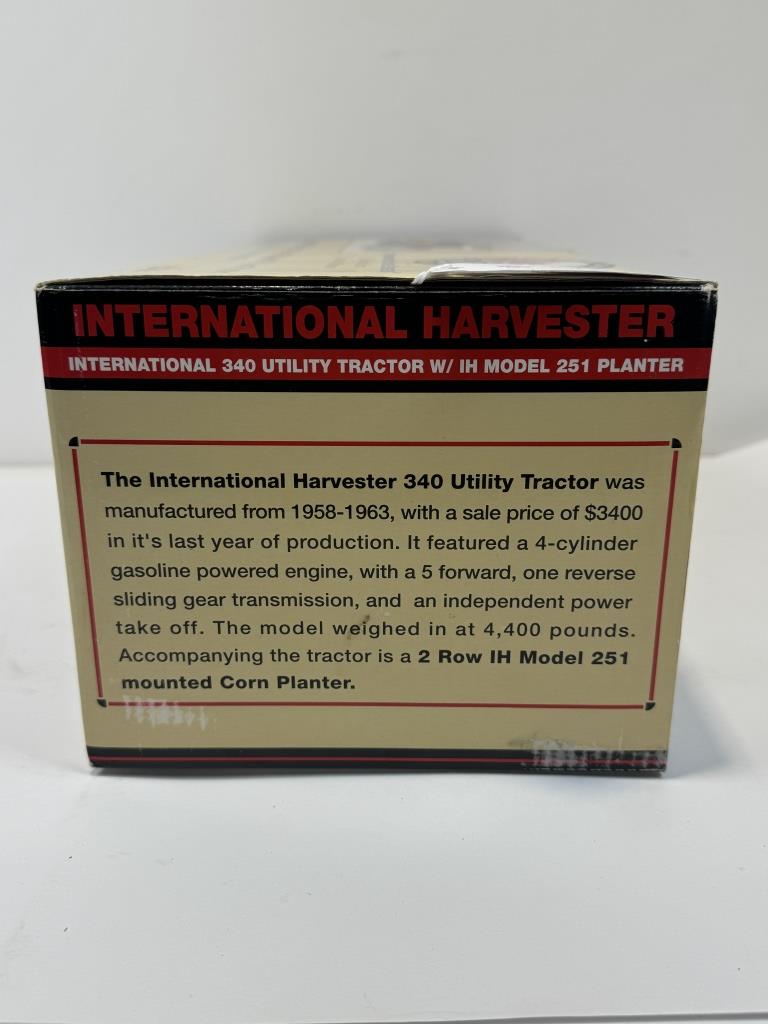 INTERNATIONAL HARVESTER
INTERNATIONAL 340 UTILITY TRACTOR W/ IH MODEL 251 PLANTER
The International Harvester 340 Utility Tractor was
manufactured from 1958-1963, with a sale price of $3400
in it's last year of production. It featured a 4-cylinder
gasoline powered engine, with a 5 forward, one reverse
sliding gear transmission, and an independent power
take off. The model weighed in at 4,400 pounds.
Accompanying the tractor is a 2 Row IH Model 251
mounted Corn Planter.